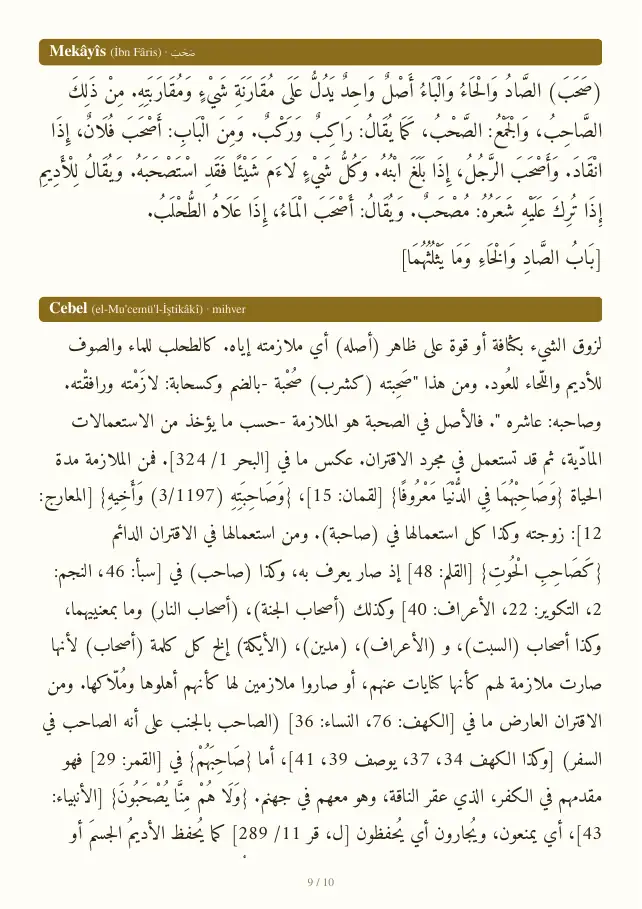 Mekâyîs (İbn Fâris) · صَحَبَ
(صَحَبَ) الصَّادُ وَالْحَاءُ وَالْبَاءُ أَصْلٌ وَاحِدٌ يَدُلُّ عَلَى مُقَارَنَةِ شَيْءٍ وَمُقَارَبَتِهِ. مِنْ ذَلِكَ
الصَّاحِبُ، وَالْجَمْعُ: الصَّحْبُ، كَمَا يُقَالُ: رَاكِبٌ وَرَكْبٌ. وَمِنَ الْبَابِ: أَصْحَبَ فُلَانٌ، إِذَا
انْقَادَ. وَأَصْحَبَ الرَّجُلُ، إِذَا بَلَغَ ابْنُهُ. وَكُلُّ شَيْءٍ لَاءَمَ شَيْئًا فَقَدِ اسْتَصْحَبَهُ. وَيُقَالُ لِلْأَدِيمِ
إِذَا تُرِكَ عَلَيْهِ شَعَرُهُ: مُصْحَبٌ. وَيُقَالُ: أَصْحَبَ الْمَاءُ، إِذَا عَلَاهُ الطُّحْلَبُ.
[بَابُ الصَّادِ وَالْخَاءِ وَمَا يَثْلُثُهُمَا]
Cebel (el-Mu'cemü'l-İştikâkî) · mihver
لزوق الشيء بكثافة أو قوة على ظاهر (أصله) أي ملازمته إياه. كالطحلب للماء والصوف
للأديم واللّحاء للعُود. ومن هذا "صَحِبته (كشرب) صُحْبة -بالضم وكسحابة: لازَمْته ورافقْته.
وصاحبه: عاشره ". فالأصل في الصحبة هو الملازمة -حسب ما يؤخذ من الاستعمالات
المادّية، ثم قد تستعمل في مجرد الاقتران. عكس ما في [البحر 1/ 324]. فمن الملازمة مدة
الحياة {وَصَاحِبْهُمَا فِي الدُّنْيَا مَعْرُوفًا} [لقمان: 15]، {وَصَاحِبَتِهِ (3/1197) وَأَخِيهِ} [المعارج:
12]: زوجته وكذا كل استعمالها في (صاحبة). ومن استعمالها في الاقتران الدائم
{كَصَاحِبِ الْحُوتِ} [القلم: 48] إذ صار يعرف به، وكذا (صاحب) في [سبأ: 46، النجم:
2، التكوير: 22، الأعراف: 40] وكذلك (أصحاب الجنة)، (أصحاب النار) وما بمعنييهما،
وكذا أصحاب (السبت)، و (الأعراف)، (مدين)، (الأيكة) إلخ كل كلمة (أصحاب) لأنها
صارت ملازمة لهم كأنها كنايات عنهم، أو صاروا ملازمين لها كأنهم أهلوها ومُلّاكها. ومن
الاقتران العارض ما في [الكهف: 76، النساء: 36] (الصاحب بالجنب على أنه الصاحب في
السفر) [وكذا الكهف 34، 37، يوسف 39، 41]، أما {صَاحِبَهُمْ} في [القمر: 29] فهو
مقدمهم في الكفر، الذي عقر الناقة، وهو معهم في جهنم. {وَلَا هُمْ مِنَّا يُصْحَبُونَ} [الأنبياء:
43]، أي يمنعون، ويُجارون أي يُحفظون [ل، قر 11/ 289] كما يُحفظ الأديمُ الجسمَ أو
9 / 10